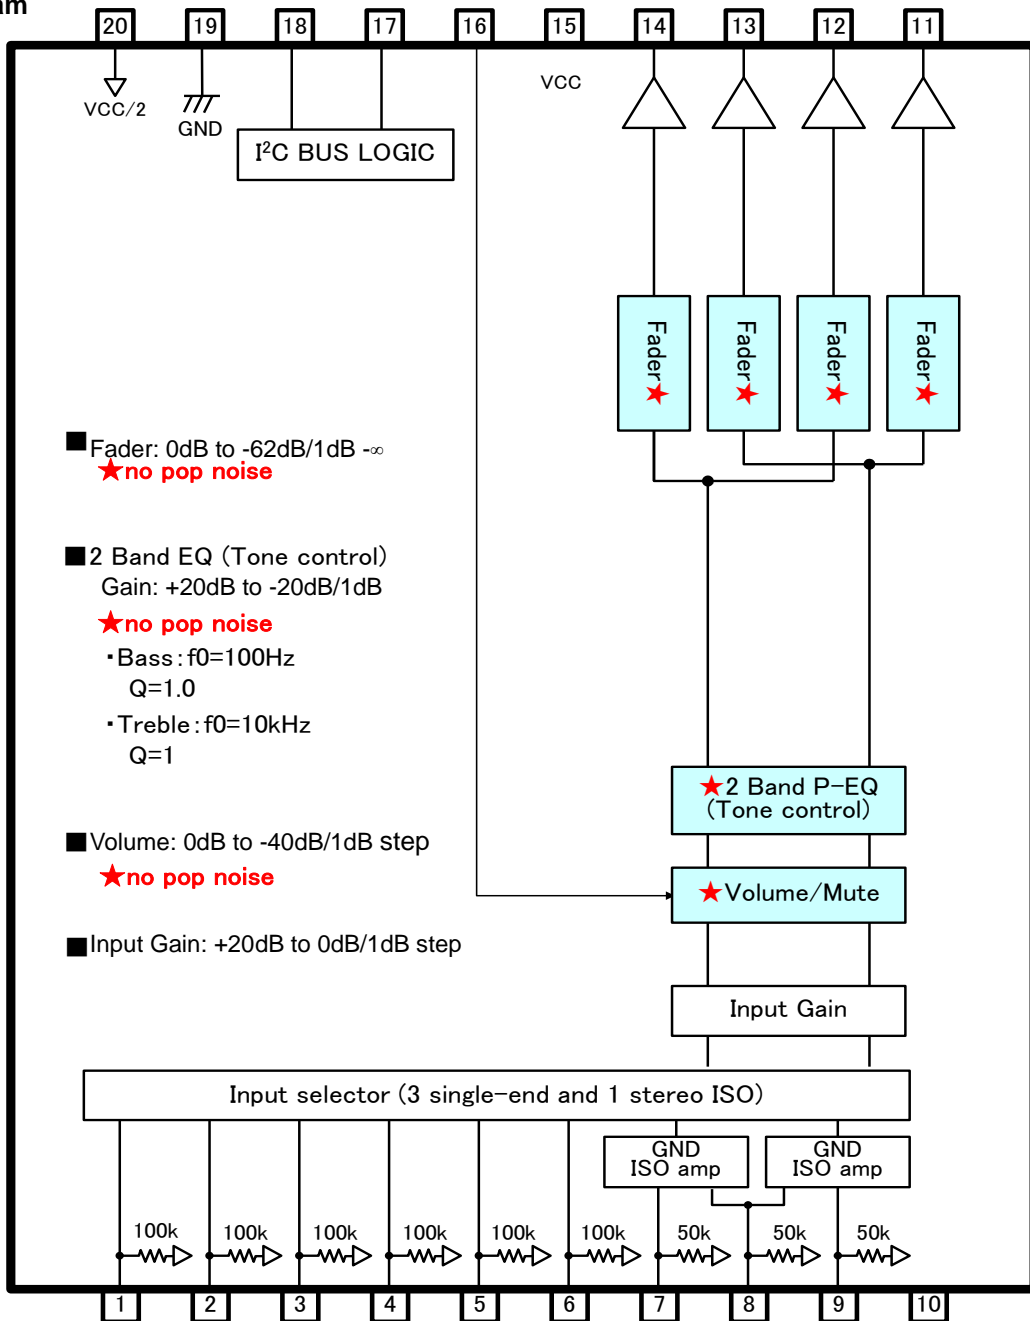 am
20 19 18 17 16 15 14 13 12 11
VCC/2
GND
VCC
I²C BUS LOGIC
Fader★ Fader★ Fader★ Fader★
■ Fader: 0dB to -62dB/1dB -∞
★no pop noise
■2 Band EQ (Tone control)
Gain: +20dB to -20dB/1dB
★no pop noise
・Bass:f0=100Hz
Q=1.0
・Treble:f0=10kHz
Q=1
★2 Band P-EQ
(Tone control)
■Volume: 0dB to -40dB/1dB step
★no pop noise
★Volume/Mute
■Input Gain: +20dB to 0dB/1dB step
Input Gain
Input selector (3 single-end and 1 stereo ISO)
GND
ISO amp
GND
ISO amp
100k 100k 100k 100k 100k 100k 50k 50k 50k
1 2 3 4 5 6 7 8 9 10